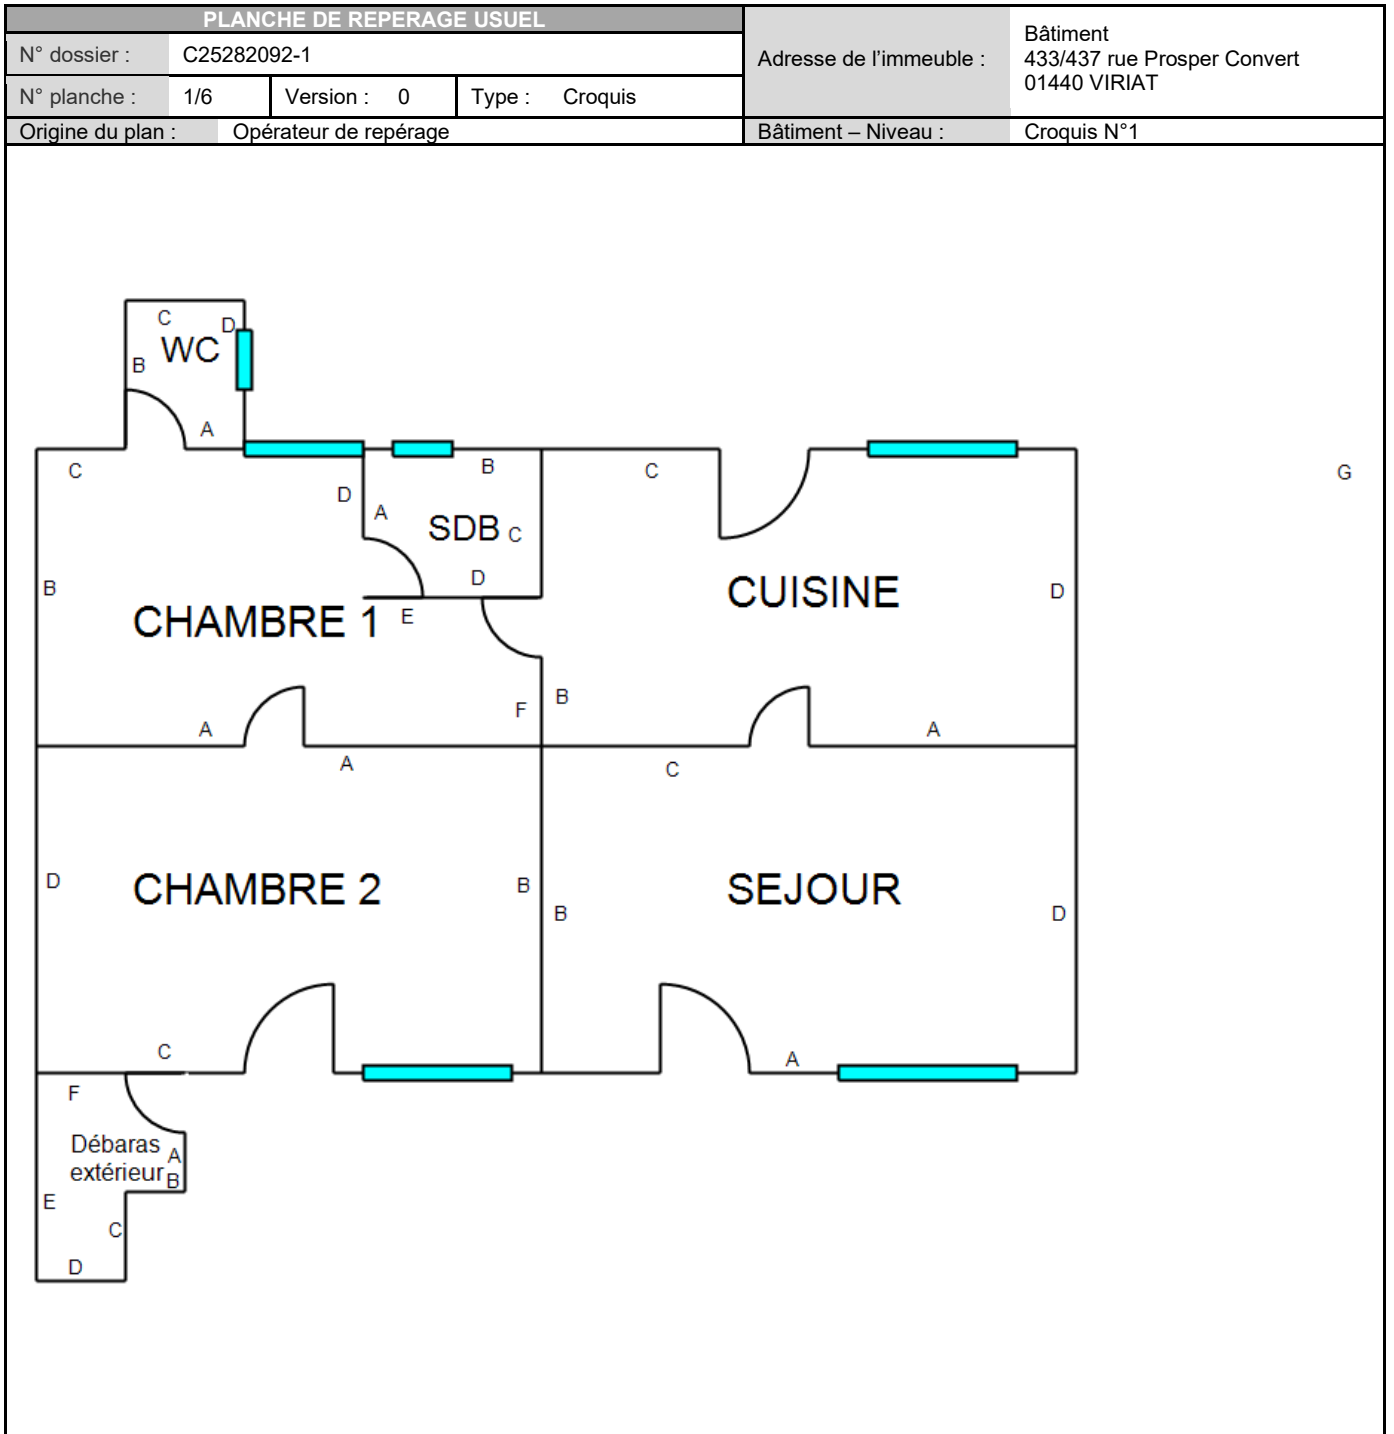 PLANCHE DE REPERAGE USUEL
N° dossier : C25282092-1
Adresse de l'immeuble :
Bâtiment
433/437 rue Prosper Convert
01440 VIRIAT
N° planche : 1/6 Version : 0 Type : Croquis
Origine du plan : Opérateur de repérage
Bâtiment – Niveau : Croquis N°1
C D
WC
B
A
C D A B C G
SDB C
D
B
CHAMBRE 1 E
CUISINE D
F B
A A
A C
D
CHAMBRE 2 B
SEJOUR
B D
C A
F
Débaras
extérieur
A
B
E
C
D